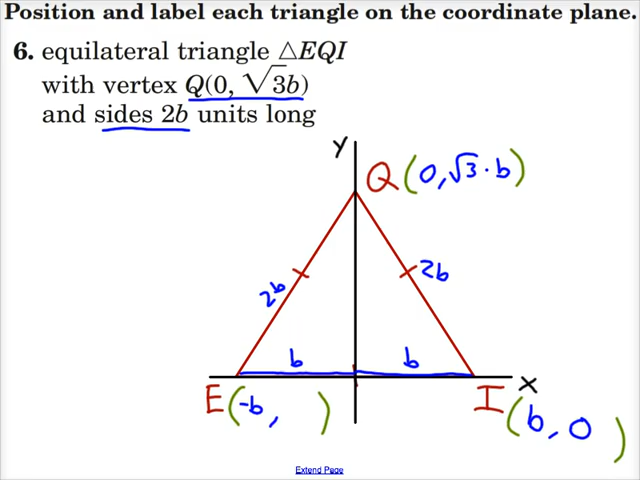 Position and label each triangle on the coordinate plane.
6. equilateral triangle △EQI
with vertex Q(0, √3b)
and sides 2b units long
y
Q (0, √3 · b)
2b
2b
b
b
x
E(-b, )
I (b, 0)
Extend Page